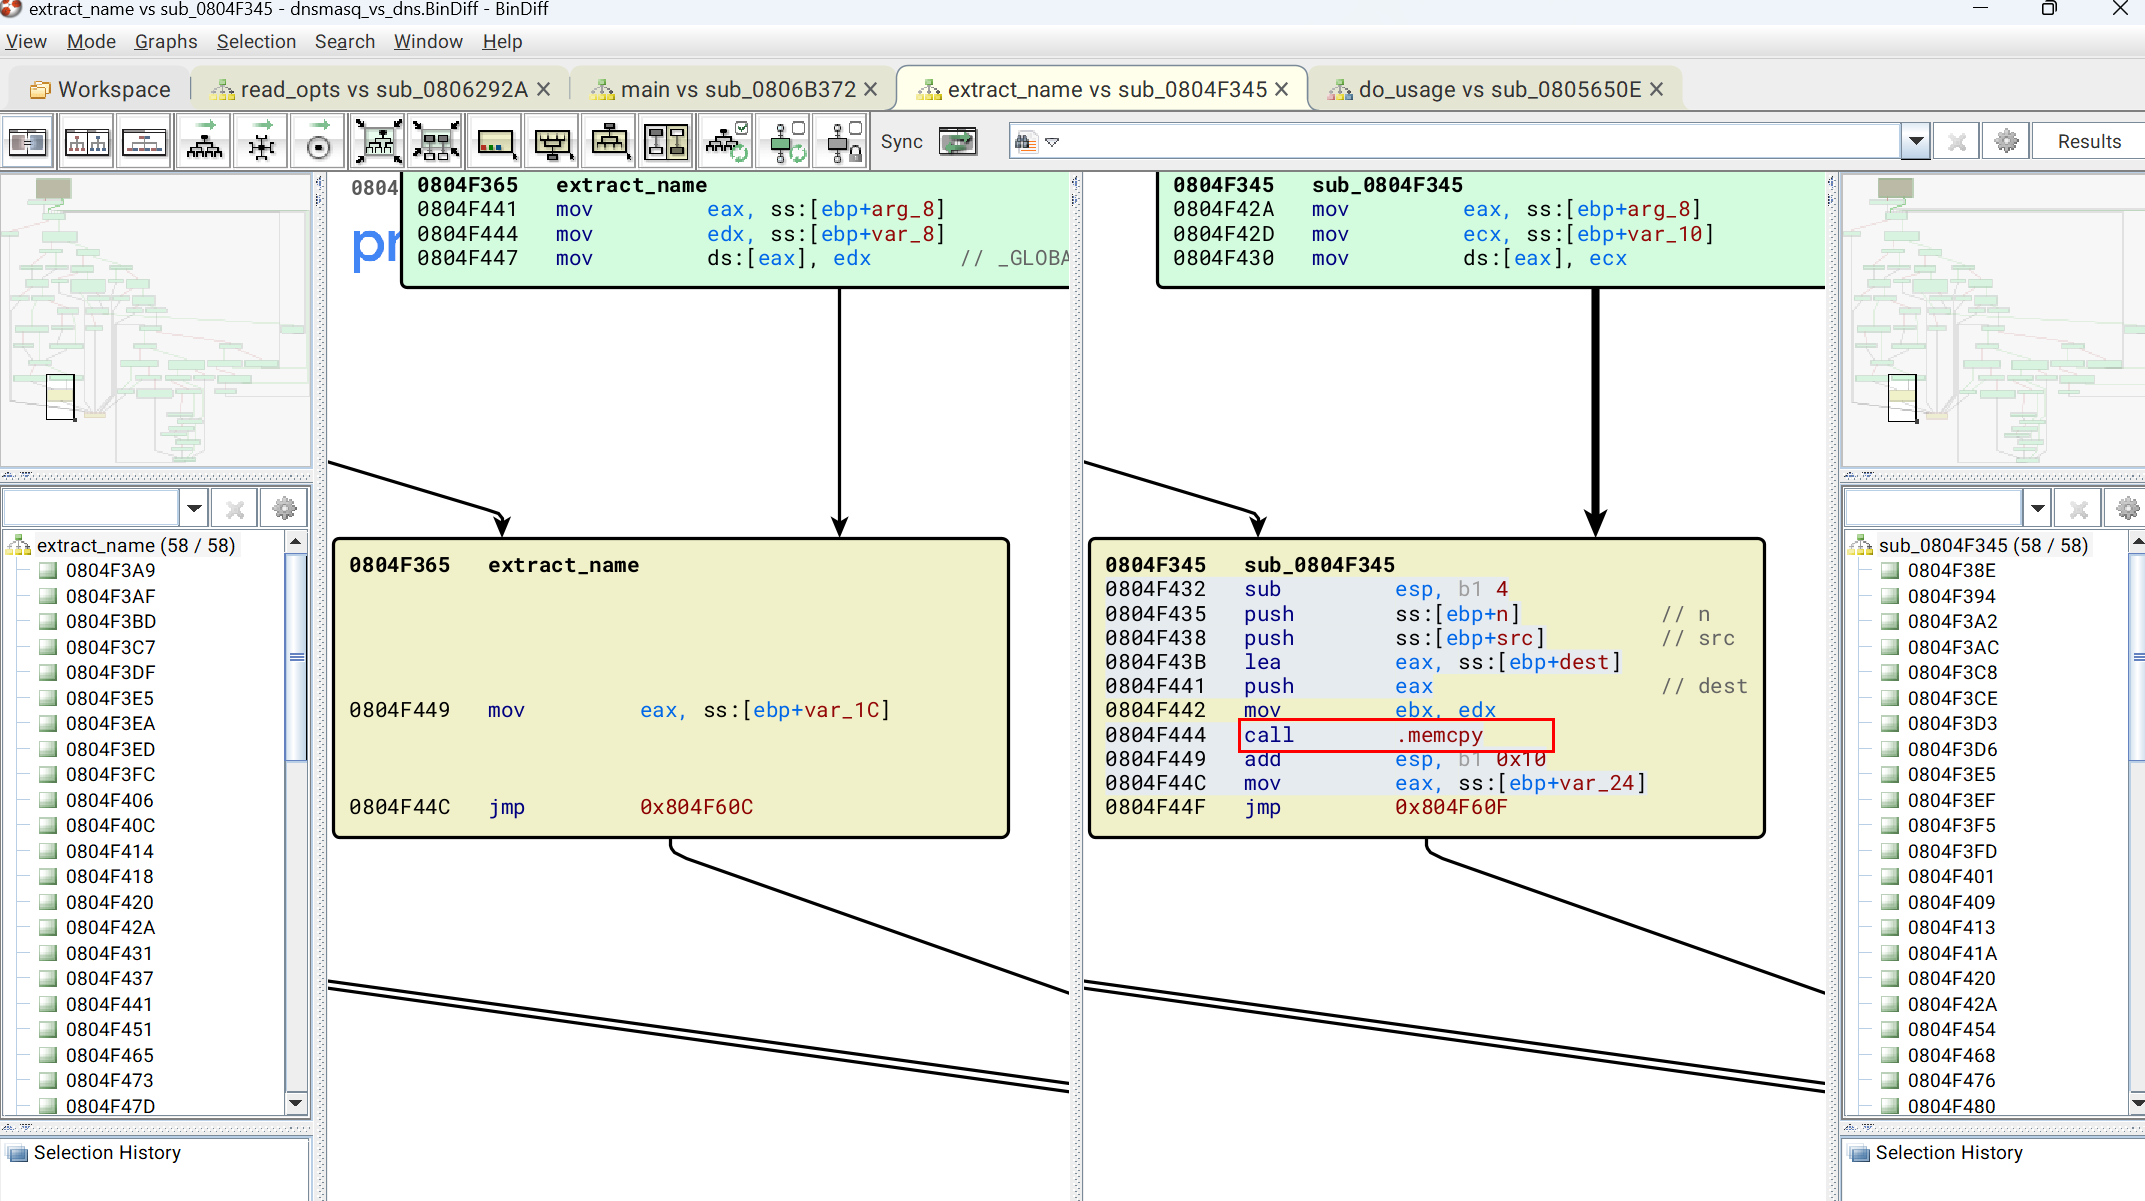 extract_name vs sub_0804F345 - dnsmasq_vs_dns.BinDiff - BinDiff
View Mode Graphs Selection Search Window Help
Workspace read_opts vs sub_0806292A main vs sub_0806B372 extract_name vs sub_0804F345 do_usage vs sub_0805650E
Sync Results
0804
pr
0804F365 extract_name
0804F441 mov eax, ss:[ebp+arg_8]
0804F444 mov edx, ss:[ebp+var_8]
0804F447 mov ds:[eax], edx // _GLOBA
0804F345 sub_0804F345
0804F42A mov eax, ss:[ebp+arg_8]
0804F42D mov ecx, ss:[ebp+var_10]
0804F430 mov ds:[eax], ecx
0804F365 extract_name
0804F449 mov eax, ss:[ebp+var_1C]
0804F44C jmp 0x804F60C
0804F345 sub_0804F345
0804F432 sub esp, b1 4
0804F435 push ss:[ebp+n] // n
0804F438 push ss:[ebp+src] // src
0804F43B lea eax, ss:[ebp+dest]
0804F441 push eax // dest
0804F442 mov ebx, edx
0804F444 call .memcpy
0804F449 add esp, b1 0x10
0804F44C mov eax, ss:[ebp+var_24]
0804F44F jmp 0x804F60F
extract_name (58 / 58)
0804F3A9
0804F3AF
0804F3BD
0804F3C7
0804F3DF
0804F3E5
0804F3EA
0804F3ED
0804F3FC
0804F406
0804F40C
0804F414
0804F418
0804F420
0804F42A
0804F431
0804F437
0804F441
0804F451
0804F465
0804F473
0804F47D
Selection History
sub_0804F345 (58 / 58)
0804F38E
0804F394
0804F3A2
0804F3AC
0804F3C8
0804F3CE
0804F3D3
0804F3D6
0804F3E5
0804F3EF
0804F3F5
0804F3FD
0804F401
0804F409
0804F413
0804F41A
0804F420
0804F42A
0804F454
0804F468
0804F476
0804F480
Selection History